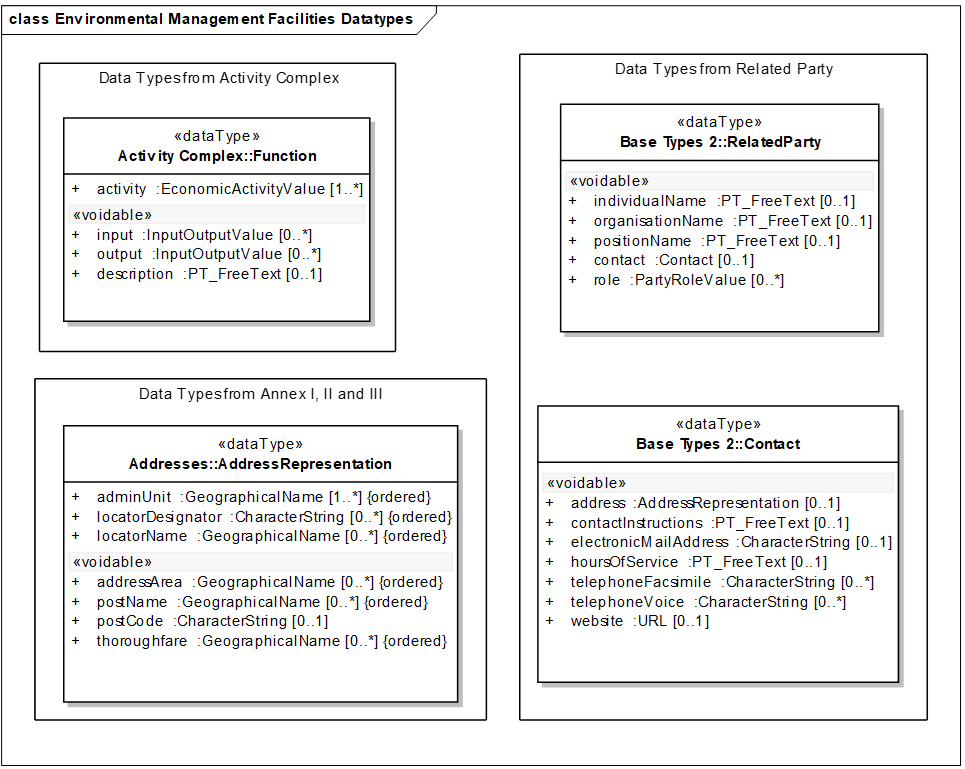 class Environmental Management Facilities Datatypes
Data Typesfrom Activity Complex
«dataType»
Activity Complex::Function
+ activity :EconomicActivityValue [1..*]
«voidable»
+ input :InputOutputValue [0..*]
+ output :InputOutputValue [0..*]
+ description :PT_FreeText [0..1]
Data Typesfrom Annex I, II and III
«dataType»
Addresses::AddressRepresentation
+ adminUnit :GeographicalName [1..*] {ordered}
+ locatorDesignator :CharacterString [0..*] {ordered}
+ locatorName :GeographicalName [0..*] {ordered}
«voidable»
+ addressArea :GeographicalName [0..*] {ordered}
+ postName :GeographicalName [0..*] {ordered}
+ postCode :CharacterString [0..1]
+ thoroughfare :GeographicalName [0..*] {ordered}
Data Typesfrom Related Party
«dataType»
Base Types 2::RelatedParty
«voidable»
+ individualName :PT_FreeText [0..1]
+ organisationName :PT_FreeText [0..1]
+ positionName :PT_FreeText [0..1]
+ contact :Contact [0..1]
+ role :PartyRoleValue [0..*]
«dataType»
Base Types 2::Contact
«voidable»
+ address :AddressRepresentation [0..1]
+ contactInstructions :PT_FreeText [0..1]
+ electronicMailAddress :CharacterString [0..1]
+ hoursOfService :PT_FreeText [0..1]
+ telephoneFacsimile :CharacterString [0..*]
+ telephoneVoice :CharacterString [0..*]
+ website :URL [0..1]